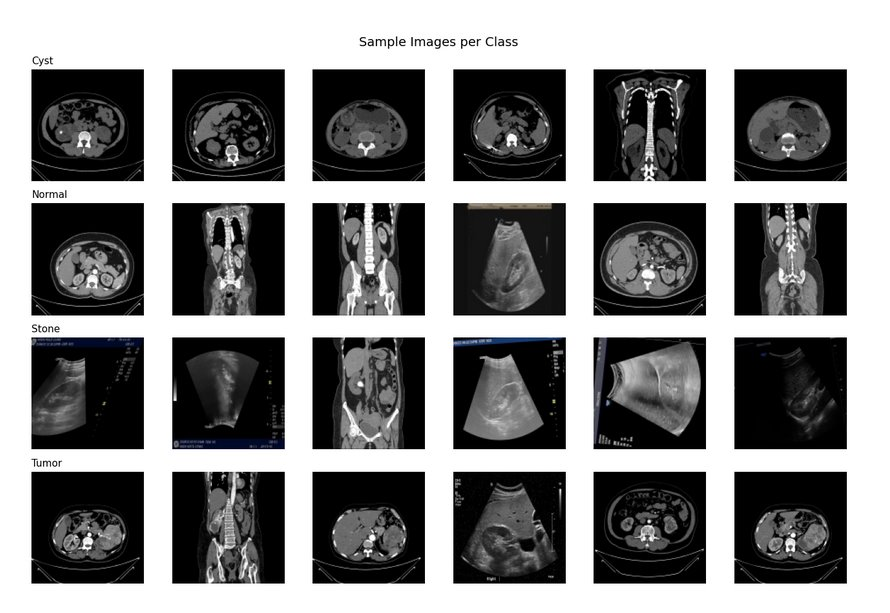 Sample Images per Class
Cyst
Normal
Stone
Tumor